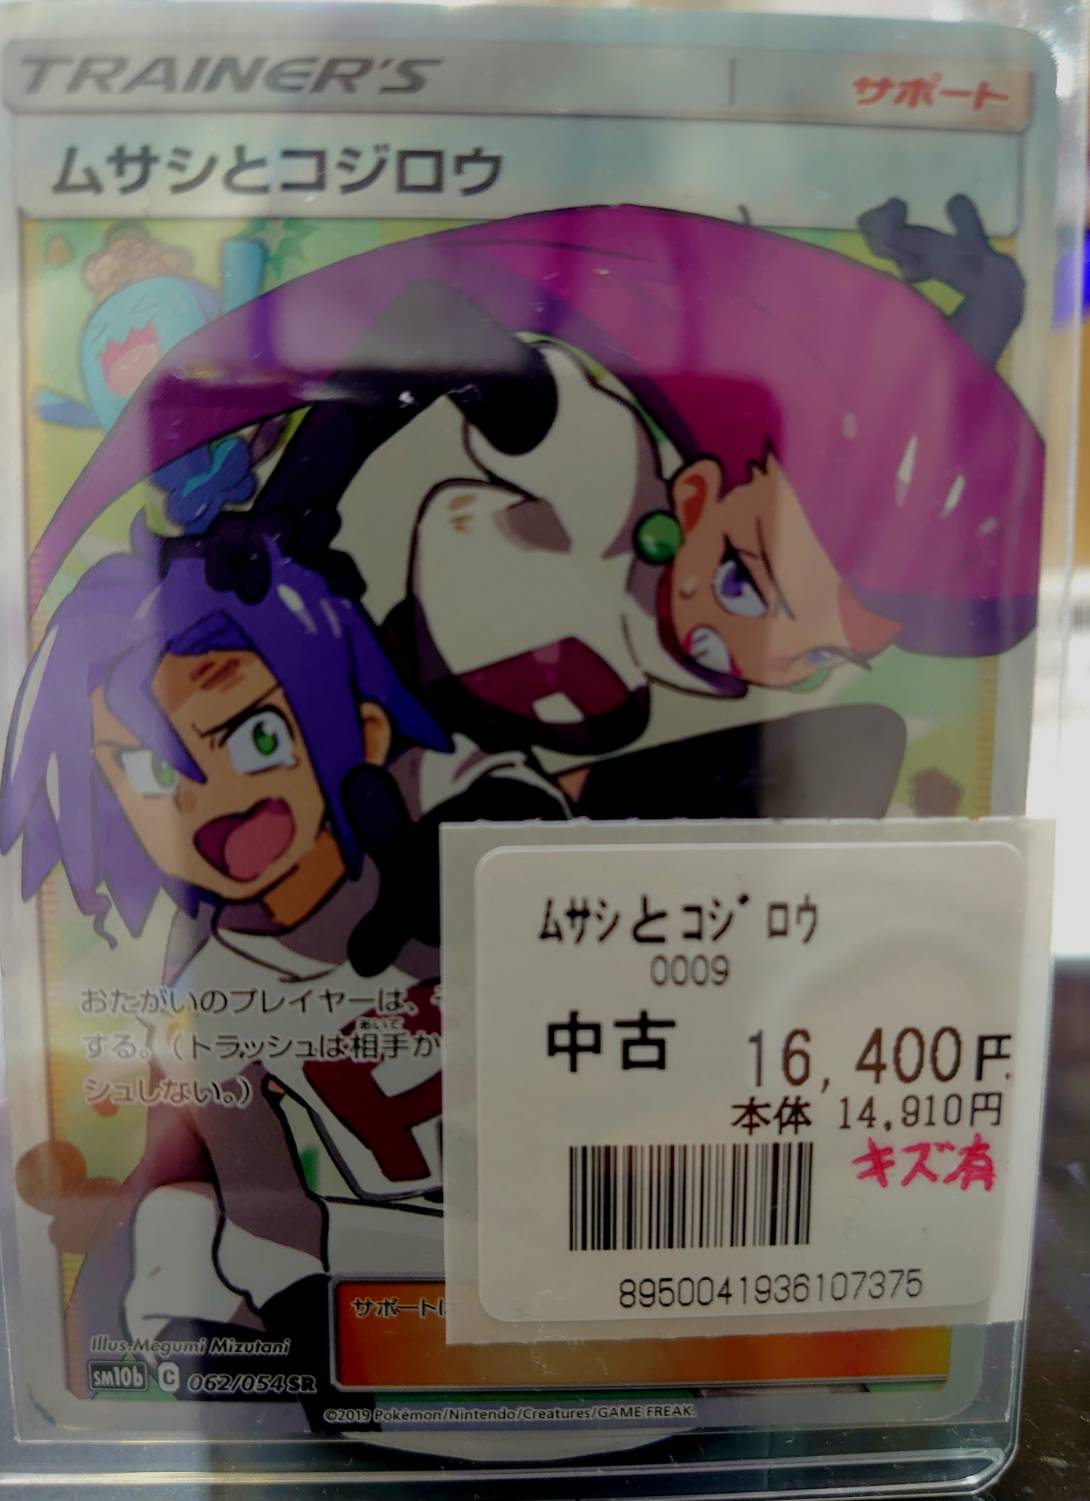 TRAINER'S
サポート
ムサシとコジロウ
おたがいのプレイヤーは、
する。(トラッシュは相手か
あいて
シュしない。)
サポートは
Illus.Megumi Mizutani
sm10b C 062/054 SR
©2019 Pokémon/Nintendo/Creatures/GAME FREAK.
ムサシとコジロウ
0009
中古 16,400円
本体 14,910円
キズ有
8950041936107375